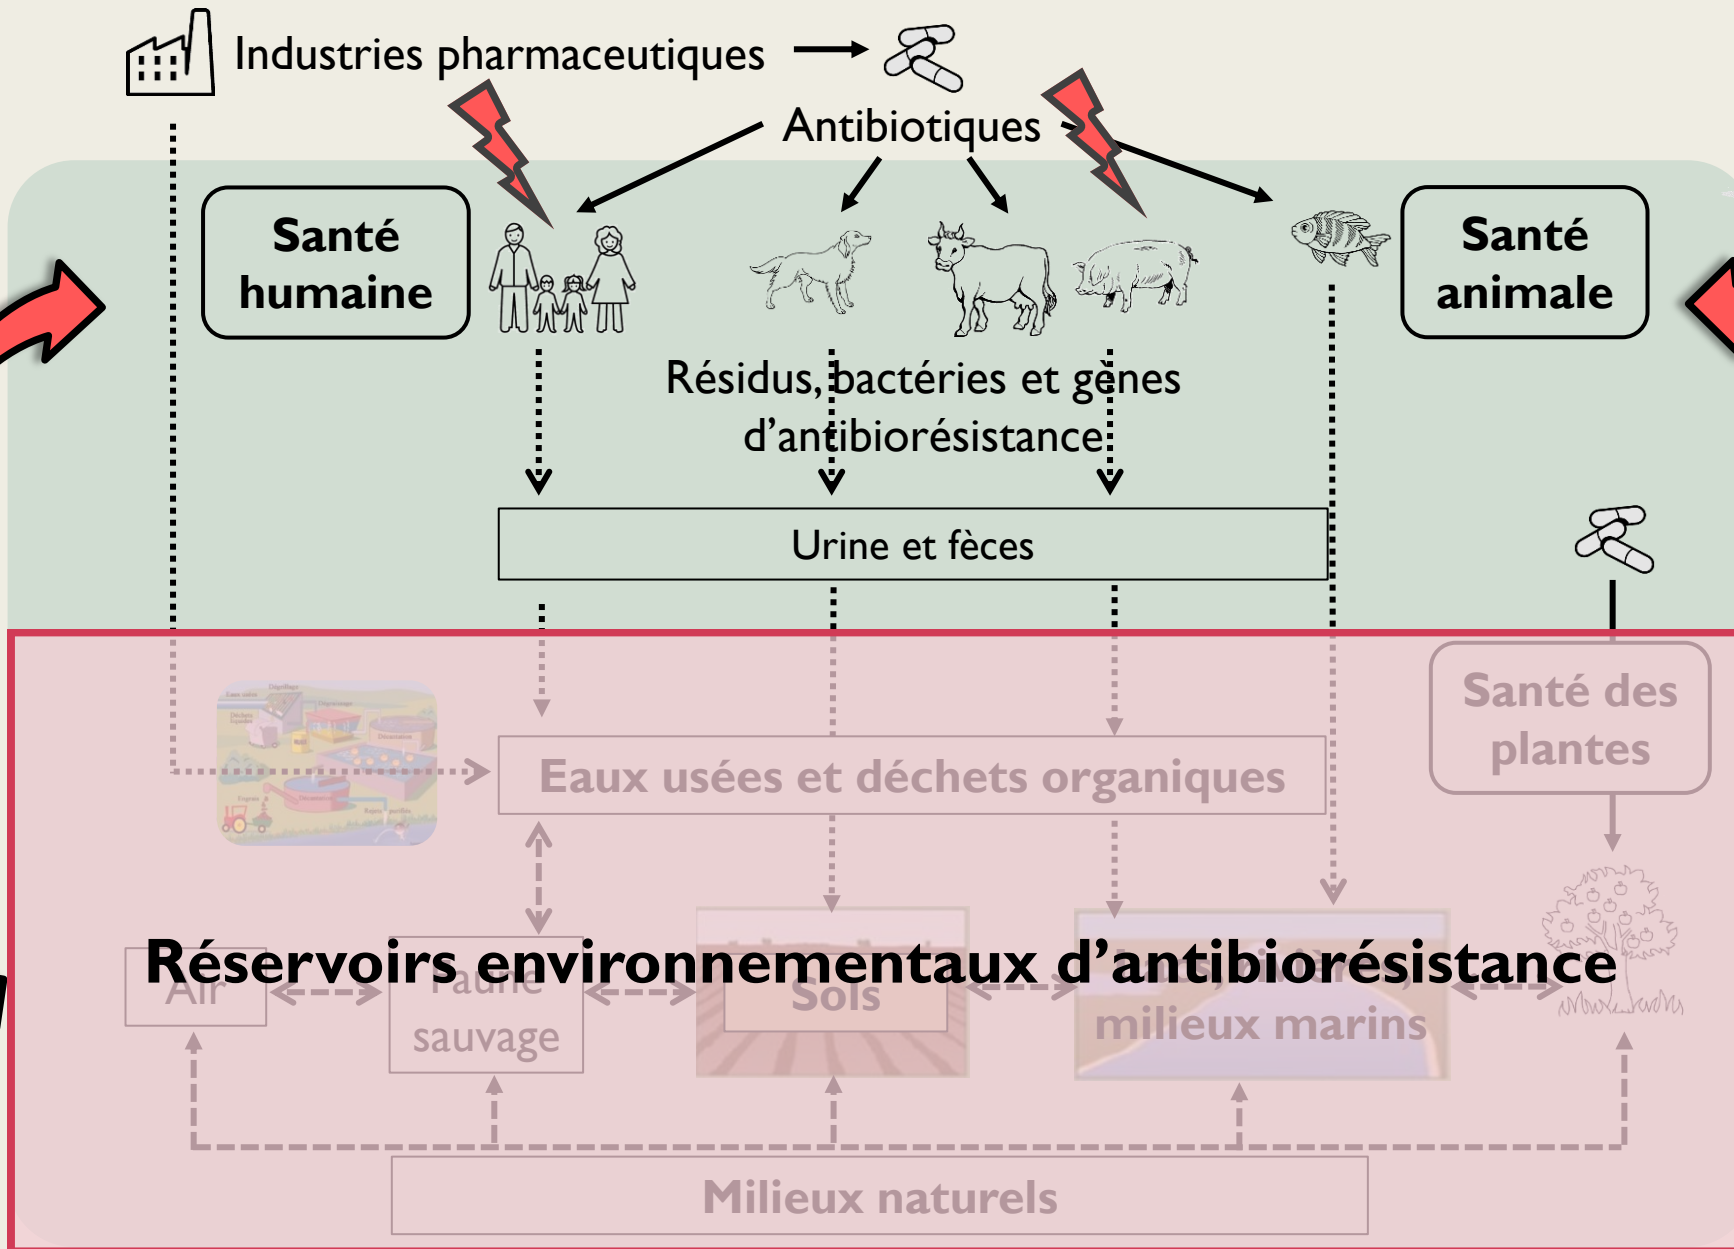 Industries pharmaceutiques
Antibiotiques
Santé
humaine
Santé
animale
Résidus, bactéries et gènes
d'antibiorésistance
Urine et fèces
Santé des
plantes
Eaux usées et déchets organiques
Réservoirs environnementaux d'antibiorésistance
Air
Faune
sauvage
Sols
milieux marins
Milieux naturels